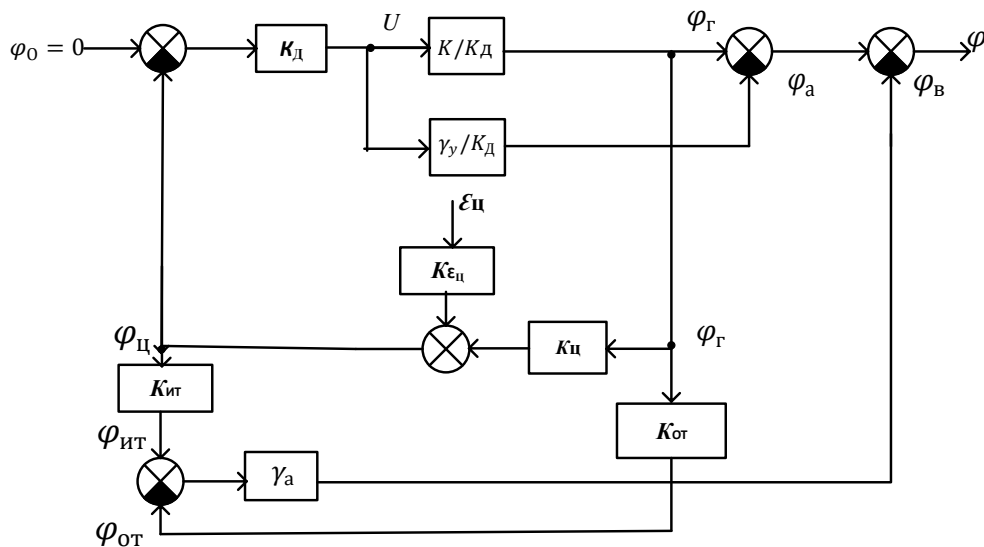 U
φг
φ₀ = 0
Kд
K/Kд
φ
φа
φв
γy/Kд
εц
Kεц
φц
Kц
φг
Kит
Kот
φит
γа
φот